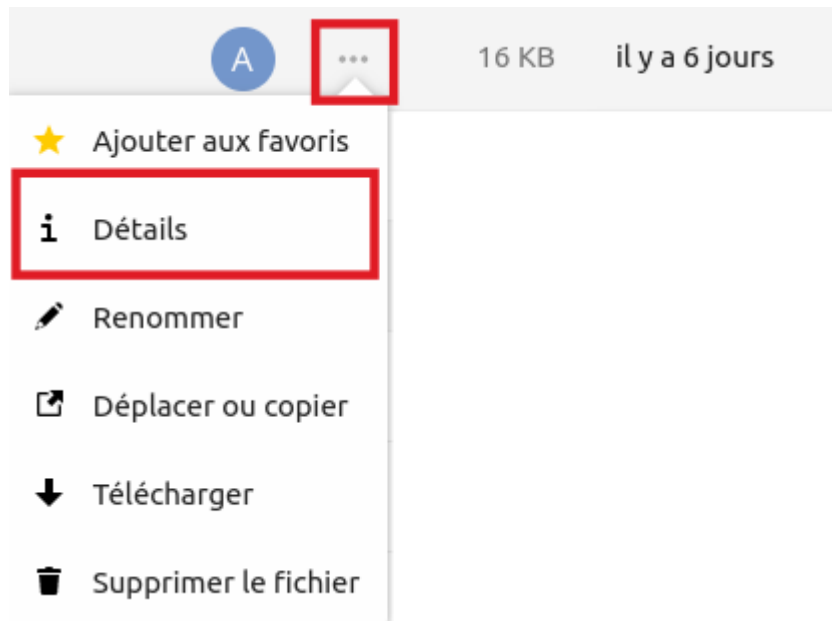 A ... 16 KB il y a 6 jours
Ajouter aux favoris
i Détails
Renommer
Déplacer ou copier
Télécharger
Supprimer le fichier